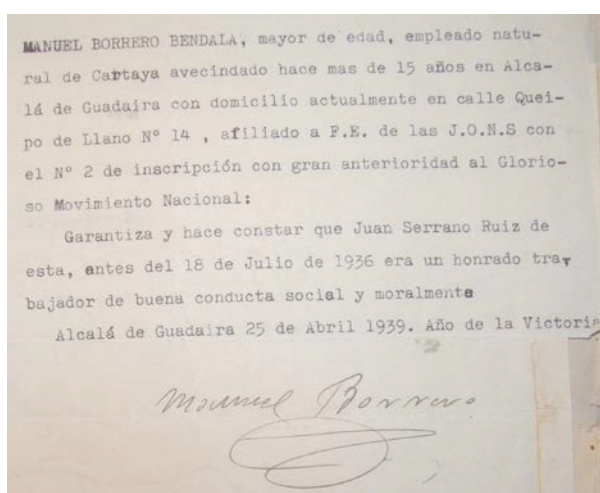 MANUEL BORRERO BENDALA, mayor de edad, empleado natu-
ral de Cartaya avecindado hace mas de 15 años en Alca-
lá de Guadaira con domicilio actualmente en calle Quei-
po de Llano Nº 14 , afiliado a F.E. de las J.O.N.S con
el Nº 2 de inscripción con gran anterioridad al Glorio-
so Movimiento Nacional:
Garantiza y hace constar que Juan Serrano Ruiz de
esta, antes del 18 de Julio de 1936 era un honrado tra-
bajador de buena conducta social y moralmente
Alcalá de Guadaira 25 de Abril 1939. Año de la Victoria
Manuel Borrero